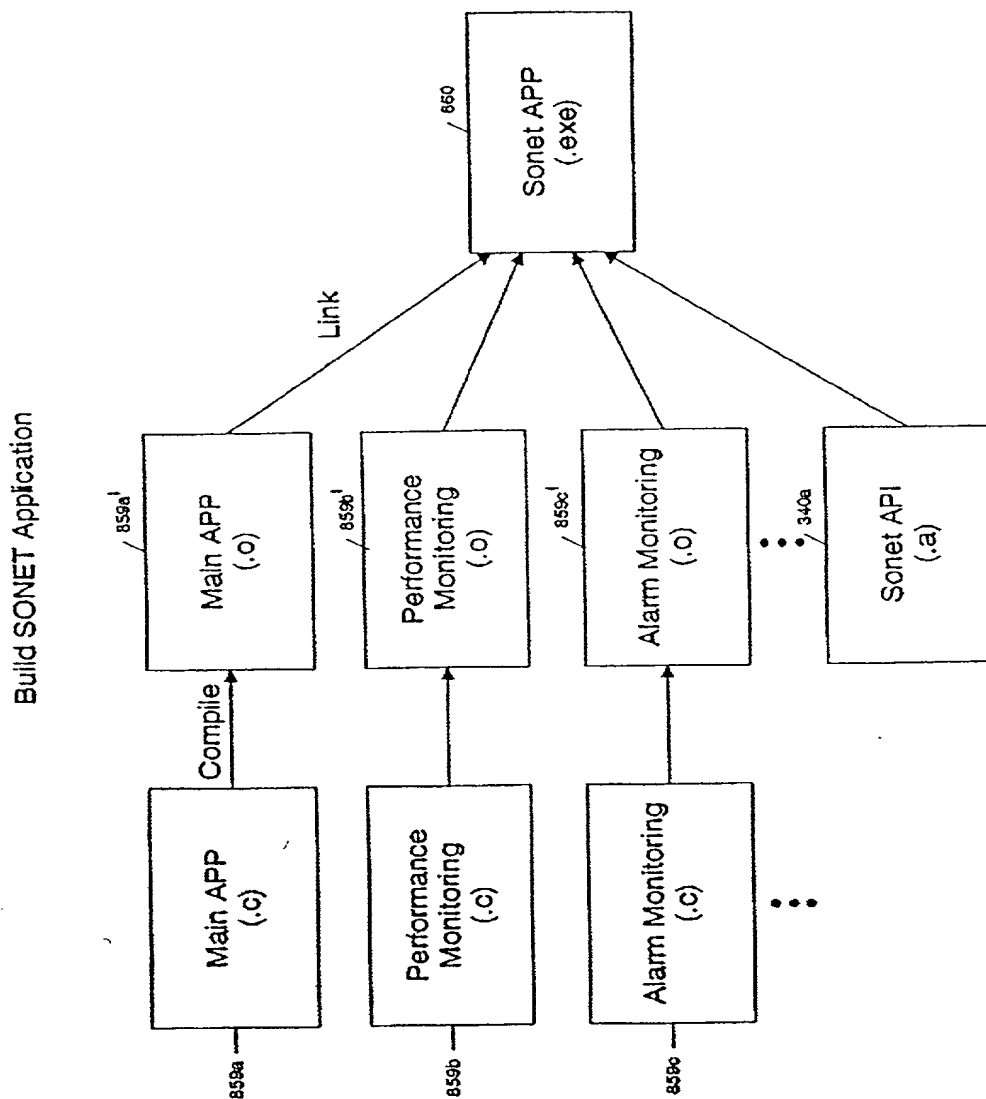 Build SONET Application
859a
Main APP
(.c)
Compile
859a'
Main APP
(.o)
Link
859b
Performance
Monitoring
(.c)
859b'
Performance
Monitoring
(.o)
860
Sonet APP
(.exe)
859c
Alarm Monitoring
(.c)
859c'
Alarm Monitoring
(.o)
340a
Sonet API
(.a)